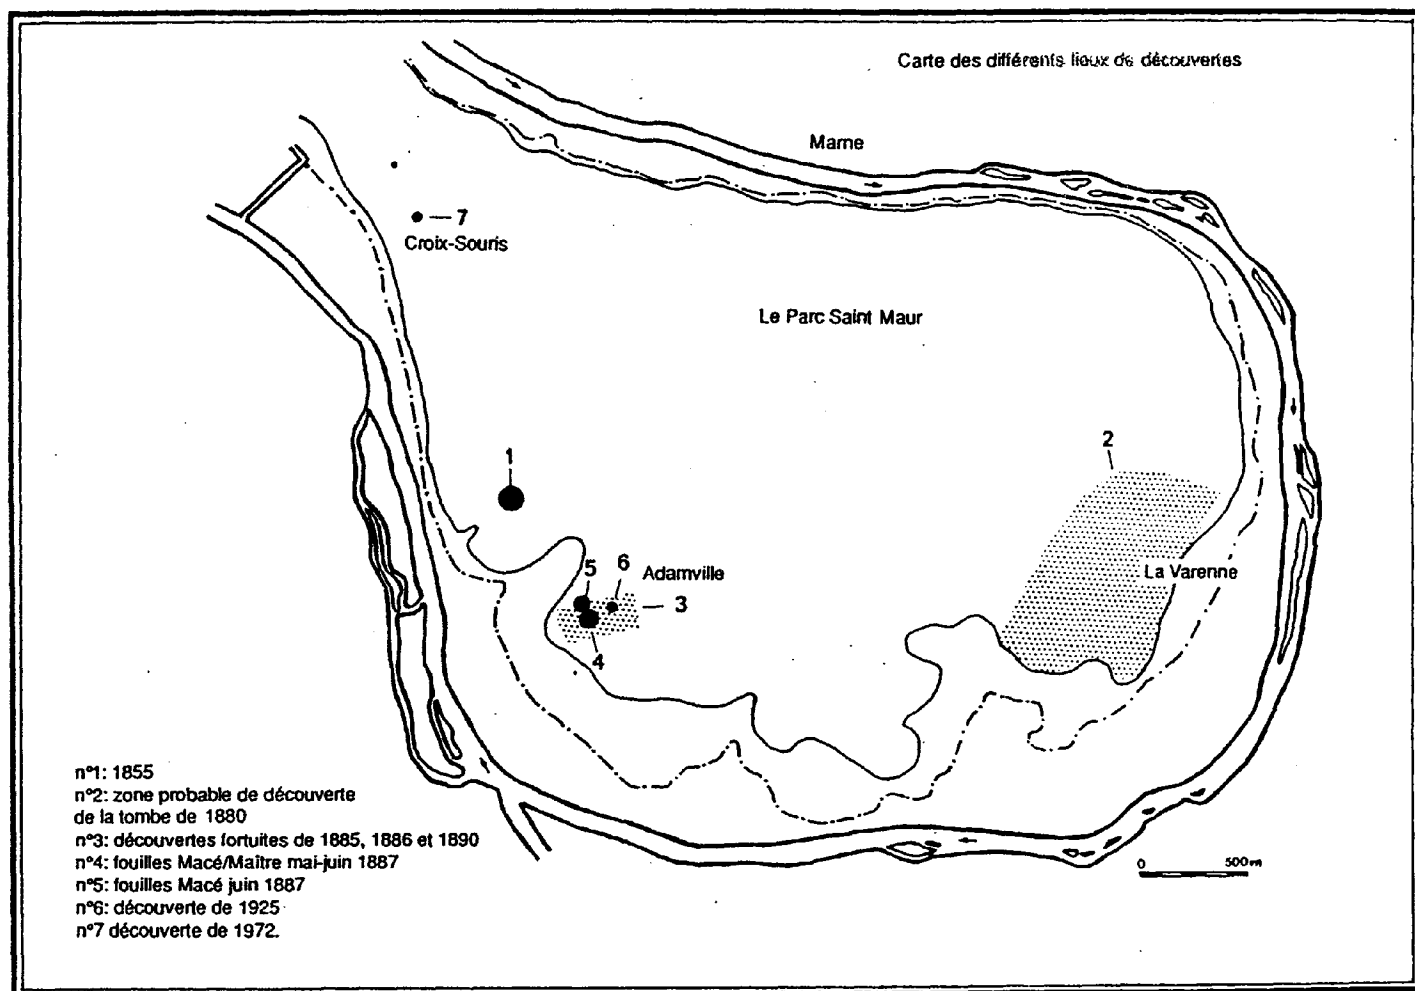 Carte des différents lieux de découvertes
Marne
7
Croix-Souris
Le Parc Saint Maur
2
1
5
6
Adamville
3
La Varenne
4
n°1: 1855
n°2: zone probable de découverte
de la tombe de 1880
n°3: découvertes fortuites de 1885, 1886 et 1890
n°4: fouilles Macé/Maître mai-juin 1887
n°5: fouilles Macé juin 1887
n°6: découverte de 1925
n°7 découverte de 1972.
0 500 m